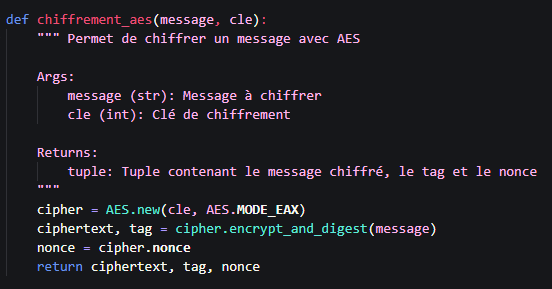 def chiffrement_aes(message, cle):
    """ Permet de chiffrer un message avec AES

    Args:
        message (str): Message à chiffrer
        cle (int): Clé de chiffrement

    Returns:
        tuple: Tuple contenant le message chiffré, le tag et le nonce
    """
    cipher = AES.new(cle, AES.MODE_EAX)
    ciphertext, tag = cipher.encrypt_and_digest(message)
    nonce = cipher.nonce
    return ciphertext, tag, nonce